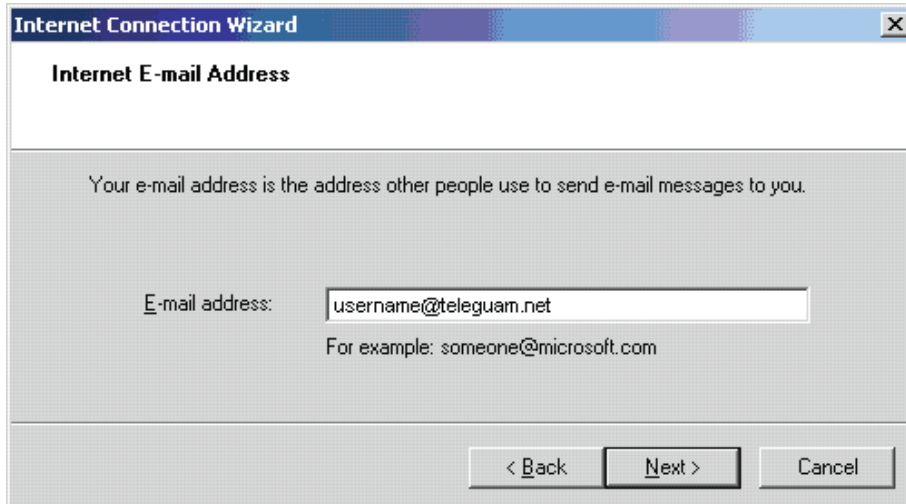 Internet Connection Wizard
Internet E-mail Address
Your e-mail address is the address other people use to send e-mail messages to you.
E-mail address: username@teleguam.net
For example: someone@microsoft.com
< Back Next > Cancel